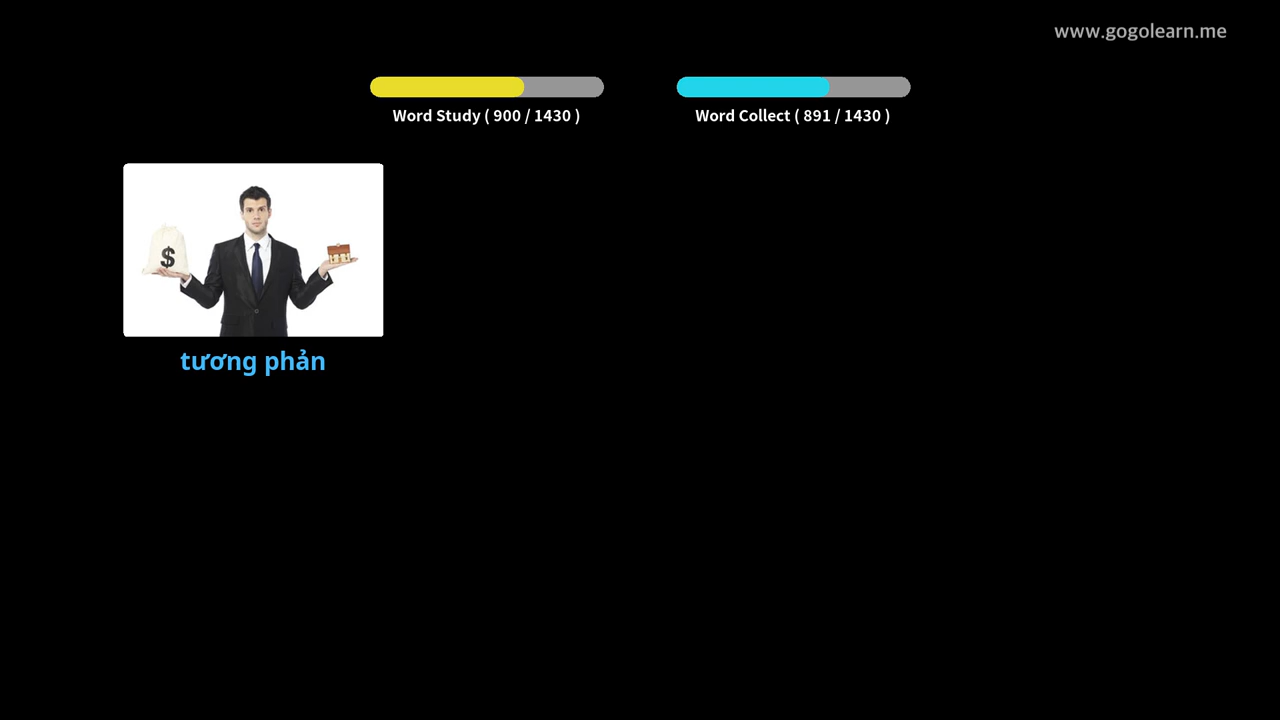 www.gogolearn.me
Word Study ( 900 / 1430 )
Word Collect ( 891 / 1430 )
$
tương phản